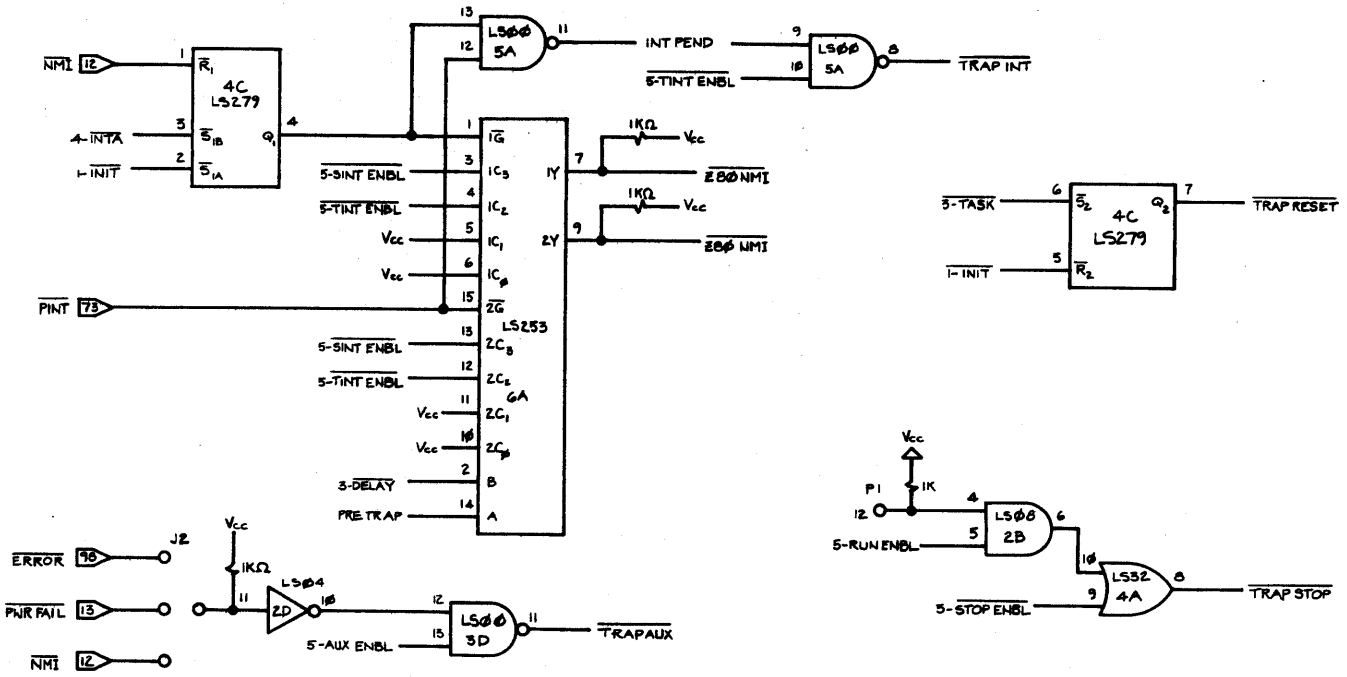 13
LS00
5A
11
12
INT PEND
9
LS00
5A
8
TRAP INT
10
5-TINT ENBL
NMI 12
1
R1
4C
LS279
4-INTA
3
S1B
Q1
4
1-INIT
2
S1A
1
1G
5-SINT ENBL
3
1C3
5-TINT ENBL
4
1C2
Vcc
5
1C1
Vcc
6
1C0
PINT 73
15
2G
LS253
5-SINT ENBL
13
2C3
5-TINT ENBL
12
2C2
6A
Vcc
11
2C1
Vcc
10
2C0
3-DELAY
2
B
PRE TRAP
14
A
1Y
7
1KΩ
Vcc
Z80 NMI
1KΩ
Vcc
2Y
9
Z80 NMI
3-TASK
6
S2
4C
LS279
Q2
7
TRAP RESET
1-INIT
5
R2
Vcc
1K
P1
12
4
LS08
2B
6
5-RUN ENBL
5
10
LS32
4A
8
TRAP STOP
5-STOP ENBL
9
ERROR 98
J2
PWR FAIL 13
NMI 12
Vcc
1KΩ
11
LS04
2D
10
12
LS00
3D
11
TRAP AUX
5-AUX ENBL
13